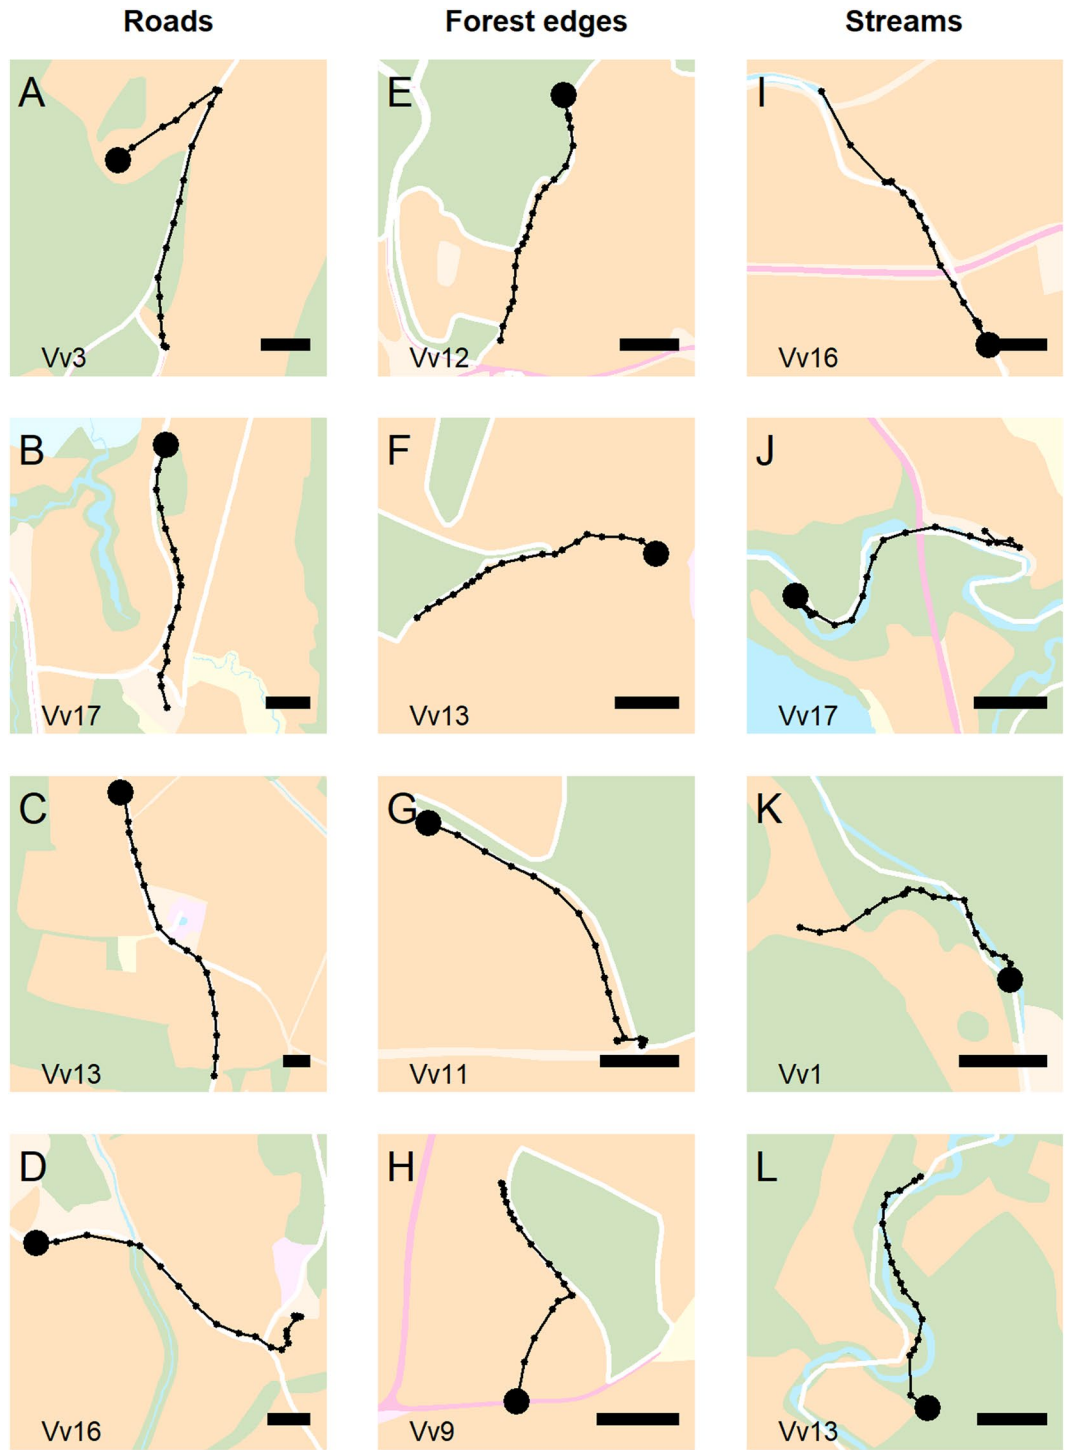 Roads Forest edges Streams
A E I
Vv3 Vv12 Vv16
B F J
Vv17 Vv13 Vv17
C G K
Vv13 Vv11 Vv1
D H L
Vv16 Vv9 Vv13